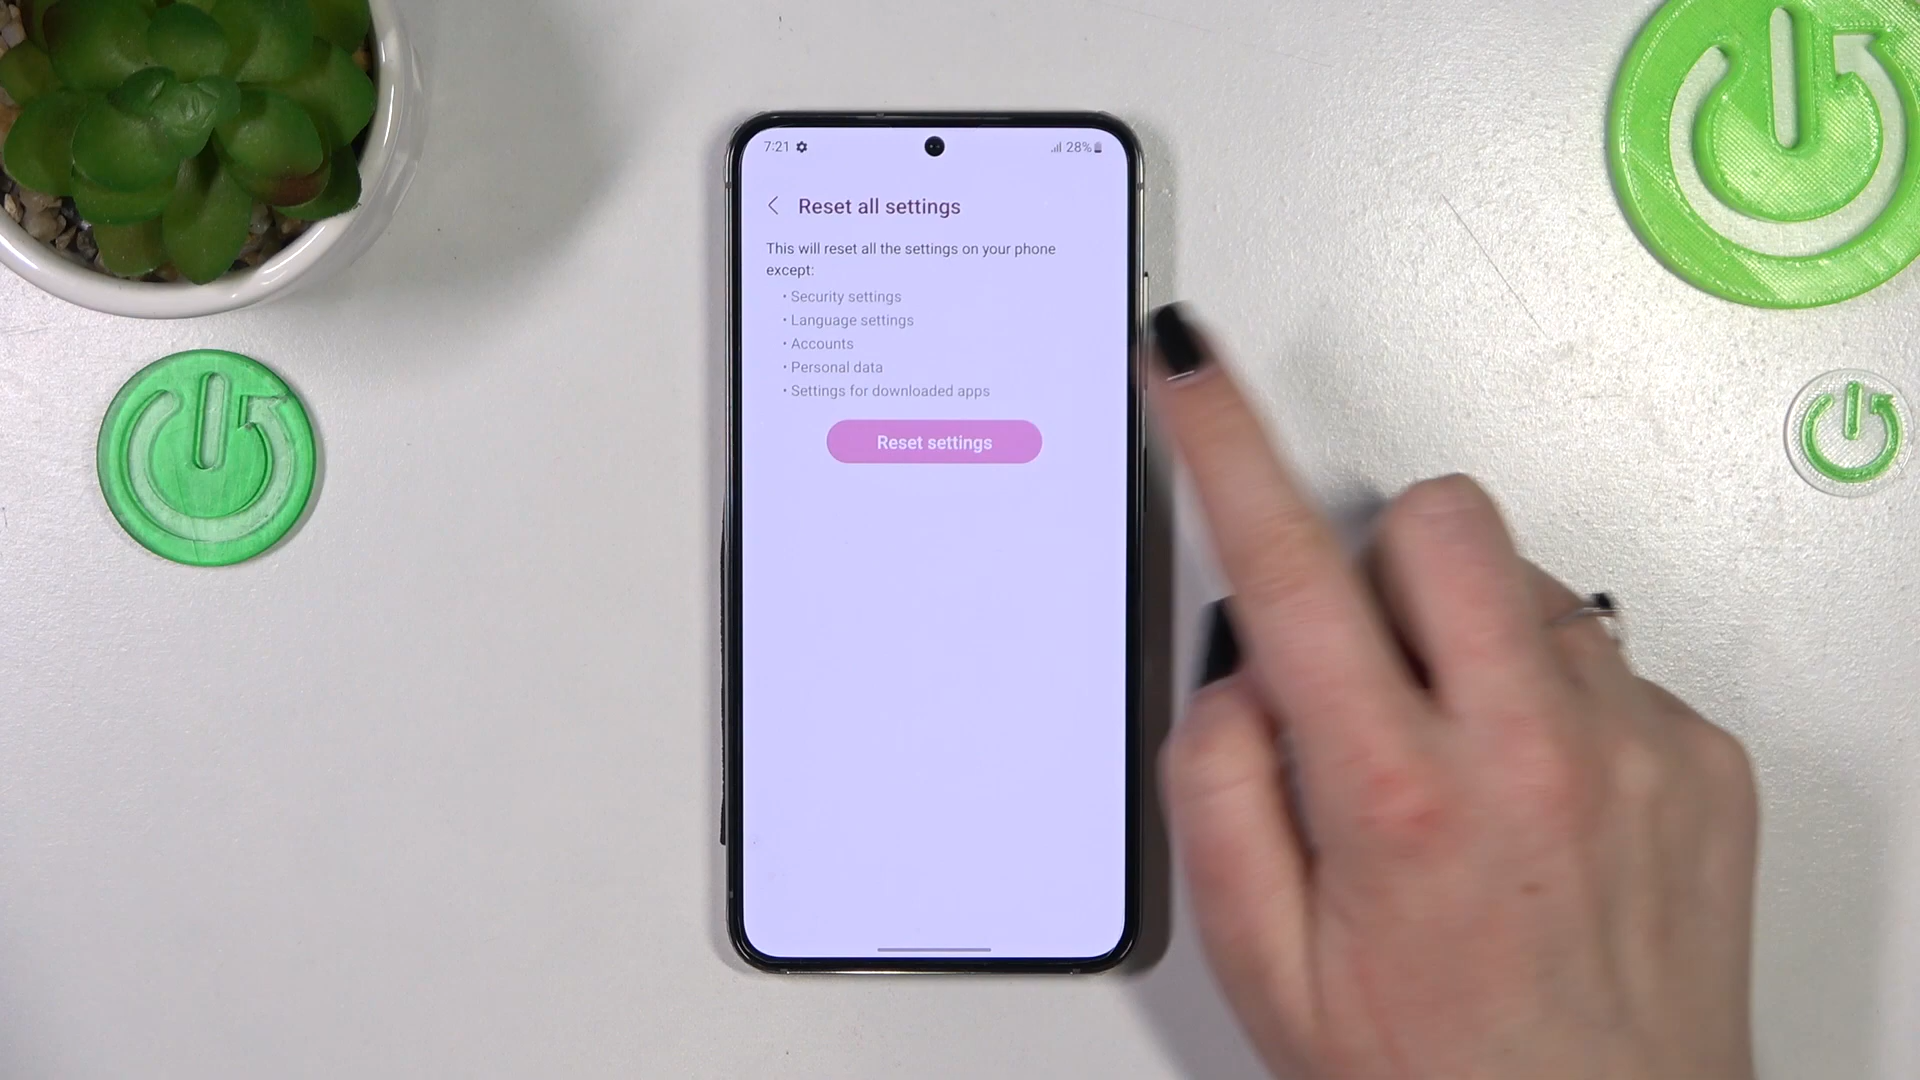 7:21 28%
Reset all settings
This will reset all the settings on your phone
except:
• Security settings
• Language settings
• Accounts
• Personal data
• Settings for downloaded apps
Reset settings